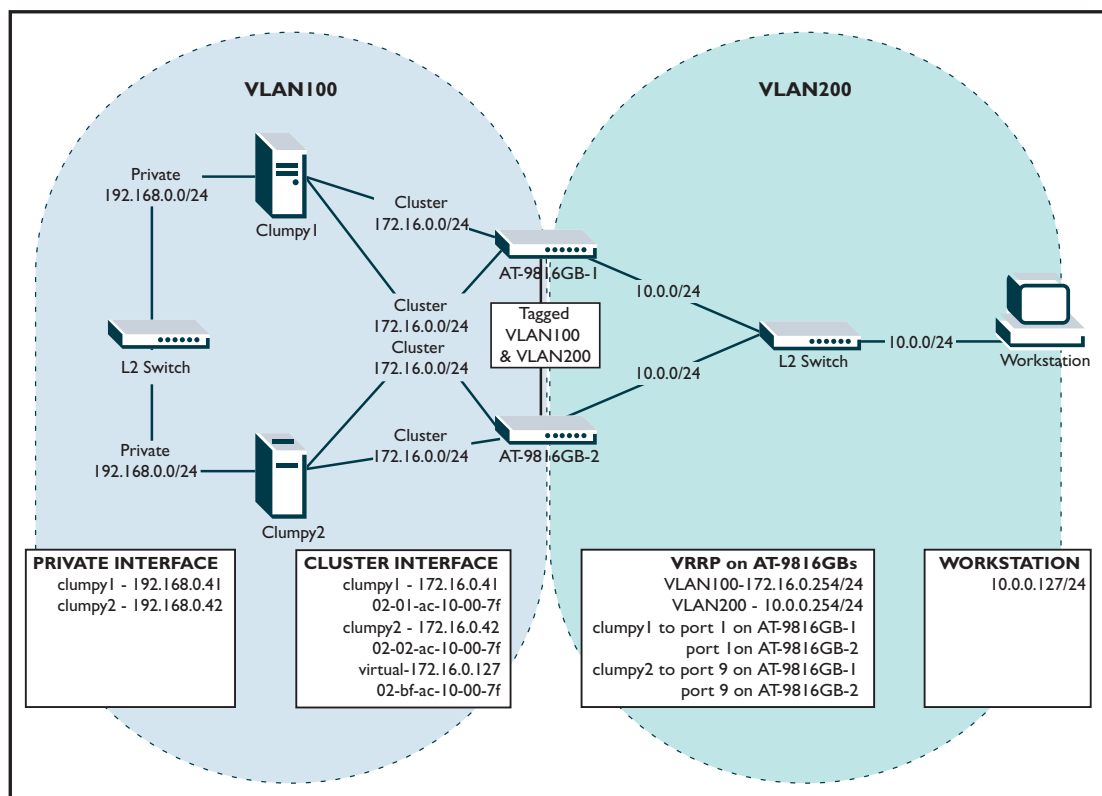 VLAN100
VLAN200
Private
192.168.0.0/24
Clumpy1
Cluster
172.16.0.0/24
AT-9816GB-1
10.0.0/24
Cluster
172.16.0.0/24
Cluster
172.16.0.0/24
Tagged
VLAN100
& VLAN200
L2 Switch
L2 Switch
10.0.0/24
Workstation
10.0.0/24
Private
192.168.0.0/24
Cluster
172.16.0.0/24
AT-9816GB-2
Clumpy2
PRIVATE INTERFACE
clumpy1 - 192.168.0.41
clumpy2 - 192.168.0.42
CLUSTER INTERFACE
clumpy1 - 172.16.0.41
02-01-ac-10-00-7f
clumpy2 - 172.16.0.42
02-02-ac-10-00-7f
virtual-172.16.0.127
02-bf-ac-10-00-7f
VRRP on AT-9816GBs
VLAN100-172.16.0.254/24
VLAN200 - 10.0.0.254/24
clumpy1 to port 1 on AT-9816GB-1
port 1on AT-9816GB-2
clumpy2 to port 9 on AT-9816GB-1
port 9 on AT-9816GB-2
WORKSTATION
10.0.0.127/24